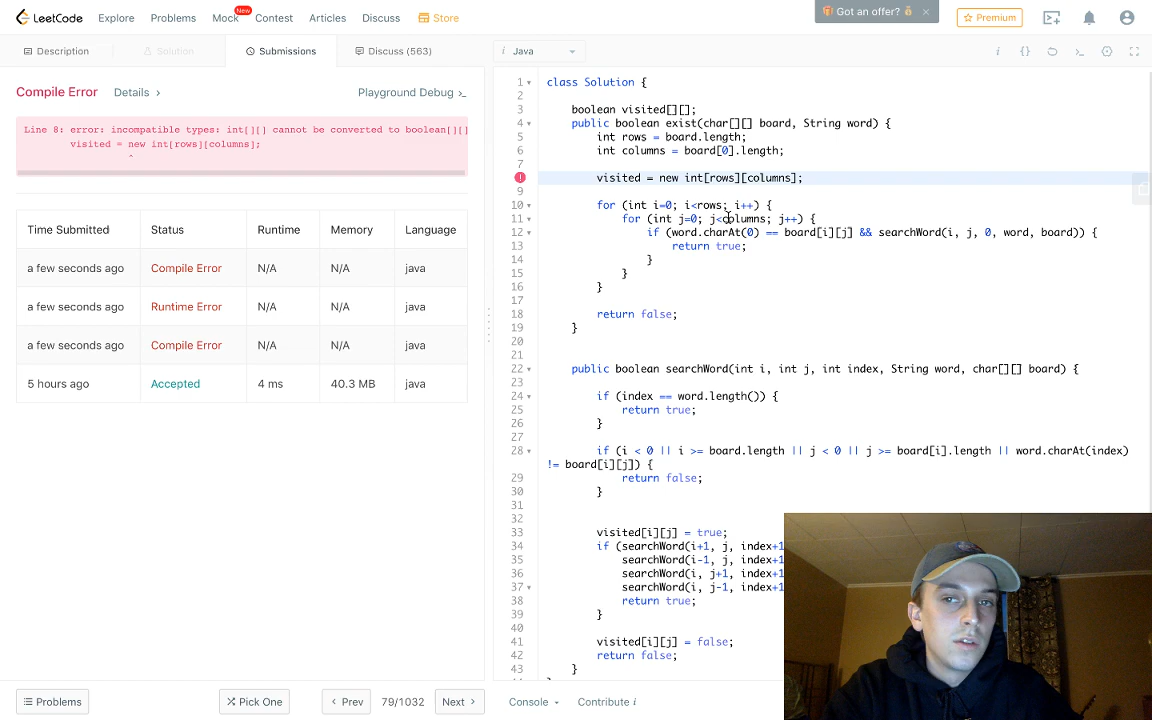 LeetCode Explore Problems Mock New Contest Articles Discuss Store Got an offer? × Premium
Description Solution Submissions Discuss (563) i Java
Compile Error Details > Playground Debug
Line 8: error: incompatible types: int[][] cannot be converted to boolean[][]
visited = new int[rows][columns];
^
Time Submitted Status Runtime Memory Language
a few seconds ago Compile Error N/A N/A java
a few seconds ago Runtime Error N/A N/A java
a few seconds ago Compile Error N/A N/A java
5 hours ago Accepted 4 ms 40.3 MB java
1 class Solution {
2
3 boolean visited[][];
4 public boolean exist(char[][] board, String word) {
5 int rows = board.length;
6 int columns = board[0].length;
7
8 visited = new int[rows][columns];
9
10 for (int i=0; i<rows; i++) {
11 for (int j=0; j<columns; j++) {
12 if (word.charAt(0) == board[i][j] && searchWord(i, j, 0, word, board)) {
13 return true;
14 }
15 }
16 }
17
18 return false;
19 }
20
21
22 public boolean searchWord(int i, int j, int index, String word, char[][] board) {
23
24 if (index == word.length()) {
25 return true;
26 }
27
28 if (i < 0 || i >= board.length || j < 0 || j >= board[i].length || word.charAt(index)
!= board[i][j]) {
29 return false;
30 }
31
32
33 visited[i][j] = true;
34 if (searchWord(i+1, j, index+1
35 searchWord(i-1, j, index+1
36 searchWord(i, j+1, index+1
37 searchWord(i, j-1, index+1
38 return true;
39 }
40
41 visited[i][j] = false;
42 return false;
43 }
Problems Pick One < Prev 79/1032 Next > Console Contribute i